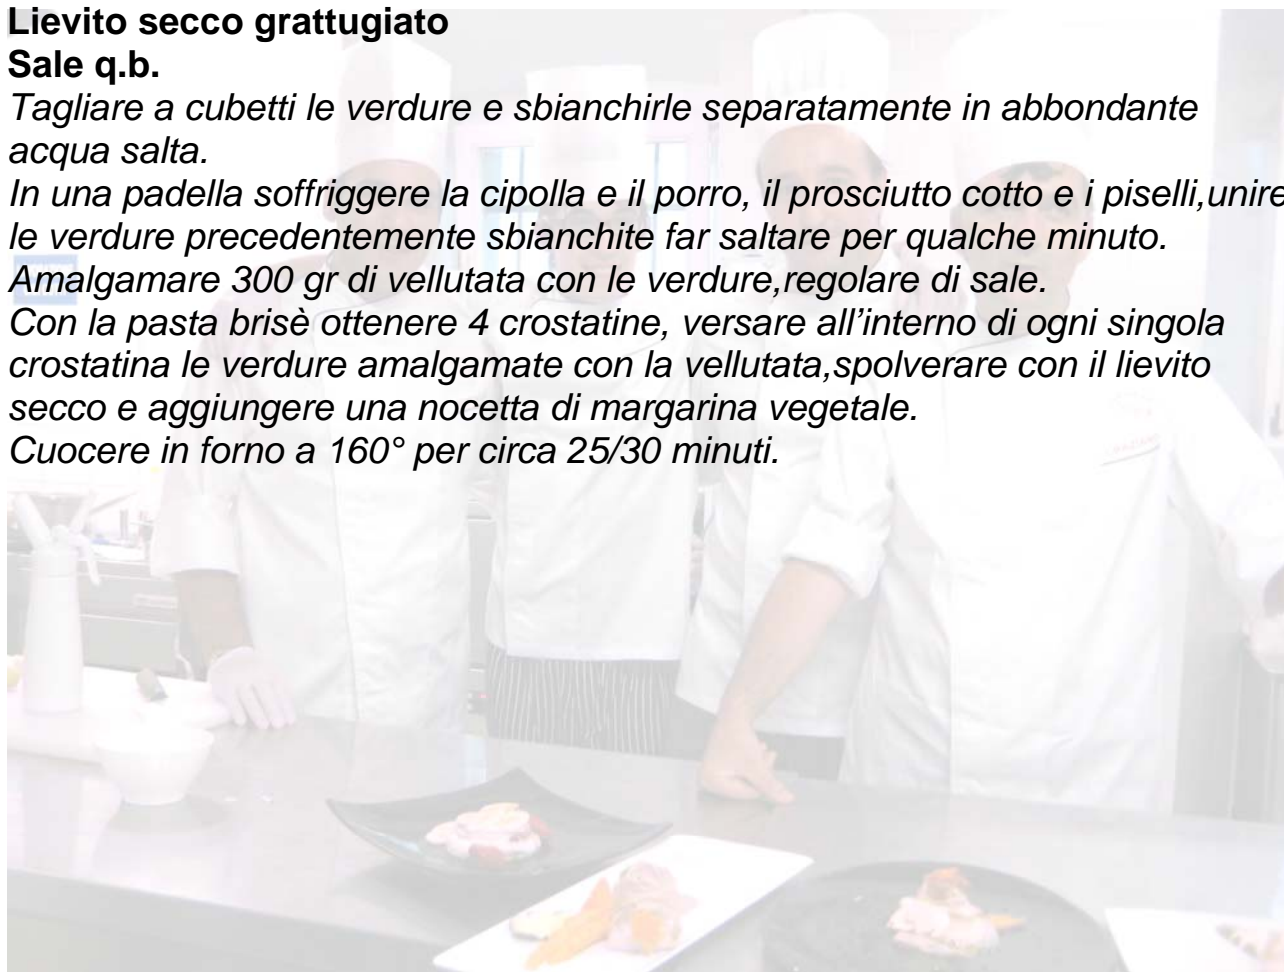 Lievito secco grattugiato
Sale q.b.
Tagliare a cubetti le verdure e sbianchirle separatamente in abbondante
acqua salta.
In una padella soffriggere la cipolla e il porro, il prosciutto cotto e i piselli,unire
le verdure precedentemente sbianchite far saltare per qualche minuto.
Amalgamare 300 gr di vellutata con le verdure,regolare di sale.
Con la pasta brisè ottenere 4 crostatine, versare all’interno di ogni singola
crostatina le verdure amalgamate con la vellutata,spolverare con il lievito
secco e aggiungere una nocetta di margarina vegetale.
Cuocere in forno a 160° per circa 25/30 minuti.